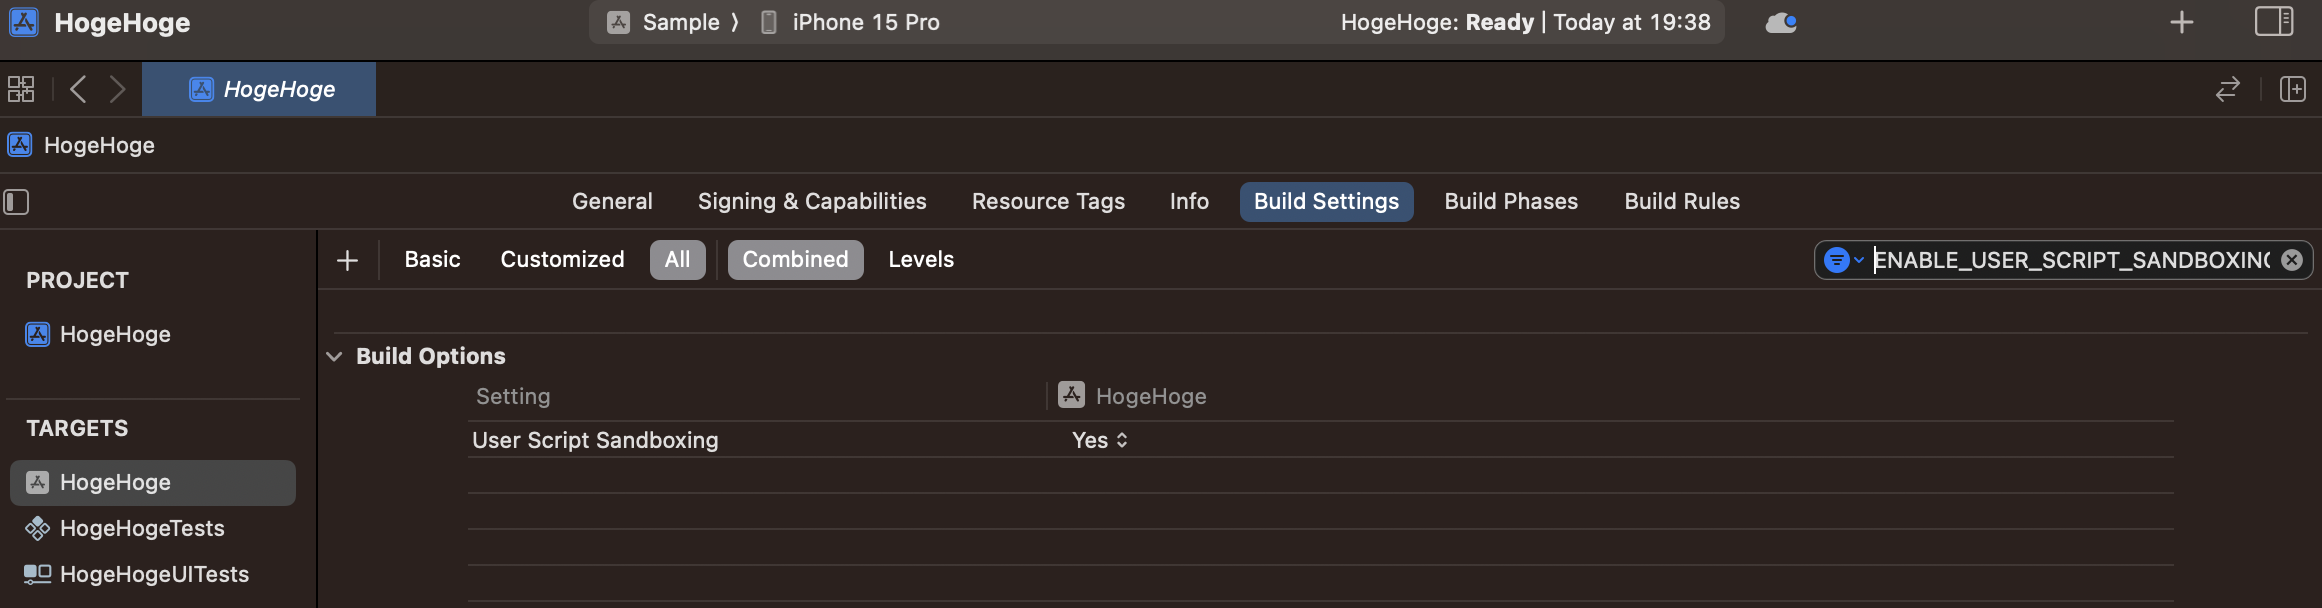 HogeHoge
Sample ⟩ iPhone 15 Pro
HogeHoge: Ready | Today at 19:38
HogeHoge
HogeHoge
General Signing & Capabilities Resource Tags Info Build Settings Build Phases Build Rules
PROJECT
HogeHoge
TARGETS
HogeHoge
HogeHogeTests
HogeHogeUITests
Basic Customized All Combined Levels
ENABLE_USER_SCRIPT_SANDBOXING
Build Options
Setting HogeHoge
User Script Sandboxing Yes